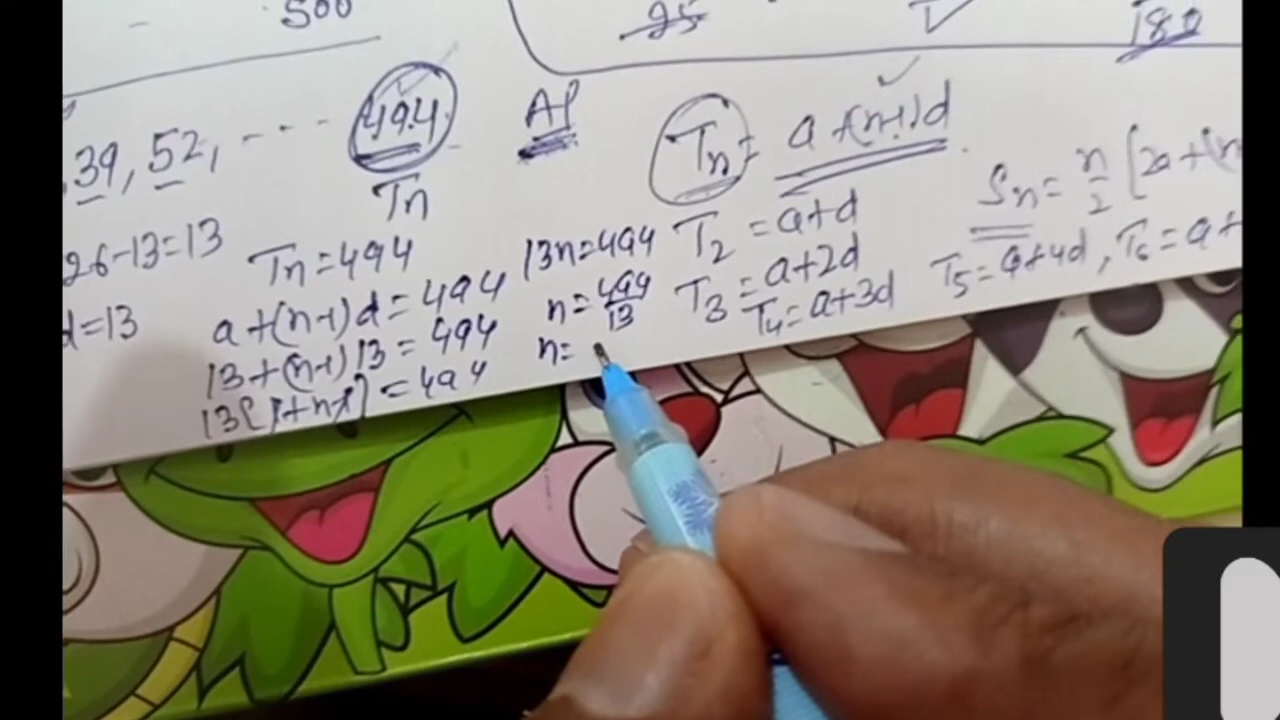 500
25
180
, 39, 52, - - - 494 AP Tn = a+(n-1)d
Tn
Sn = n/2 [2a+(n
26-13=13 Tn=494 13n=494 T2 = a+d
d=13 a+(n-1)d=494 n=494/13 T3 = a+2d T5=a+4d, T6=a+
13+(n-1)13=494 n= T4=a+3d
13[1+n-1]=494